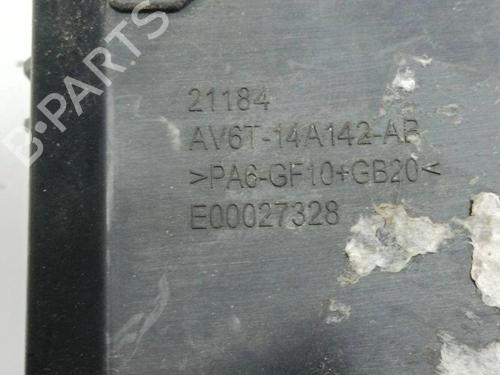 B-PARTS
21184
AV6T-14A142-AB
>PA6-GF10+GB20<
E00027328